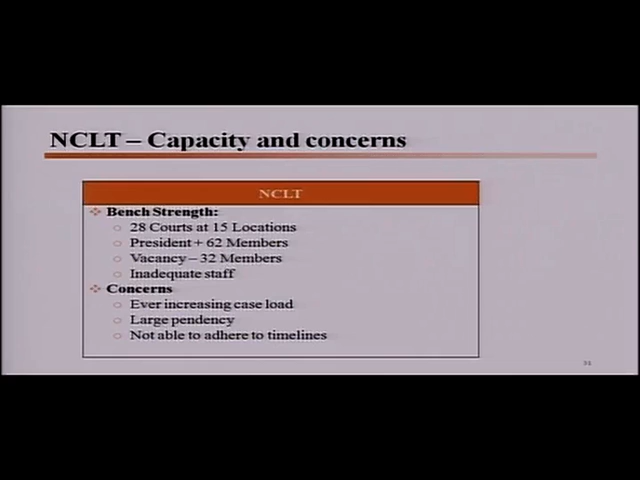 NCLT – Capacity and concerns
NCLT
Bench Strength:
28 Courts at 15 Locations
President + 62 Members
Vacancy – 32 Members
Inadequate staff
Concerns
Ever increasing case load
Large pendency
Not able to adhere to timelines